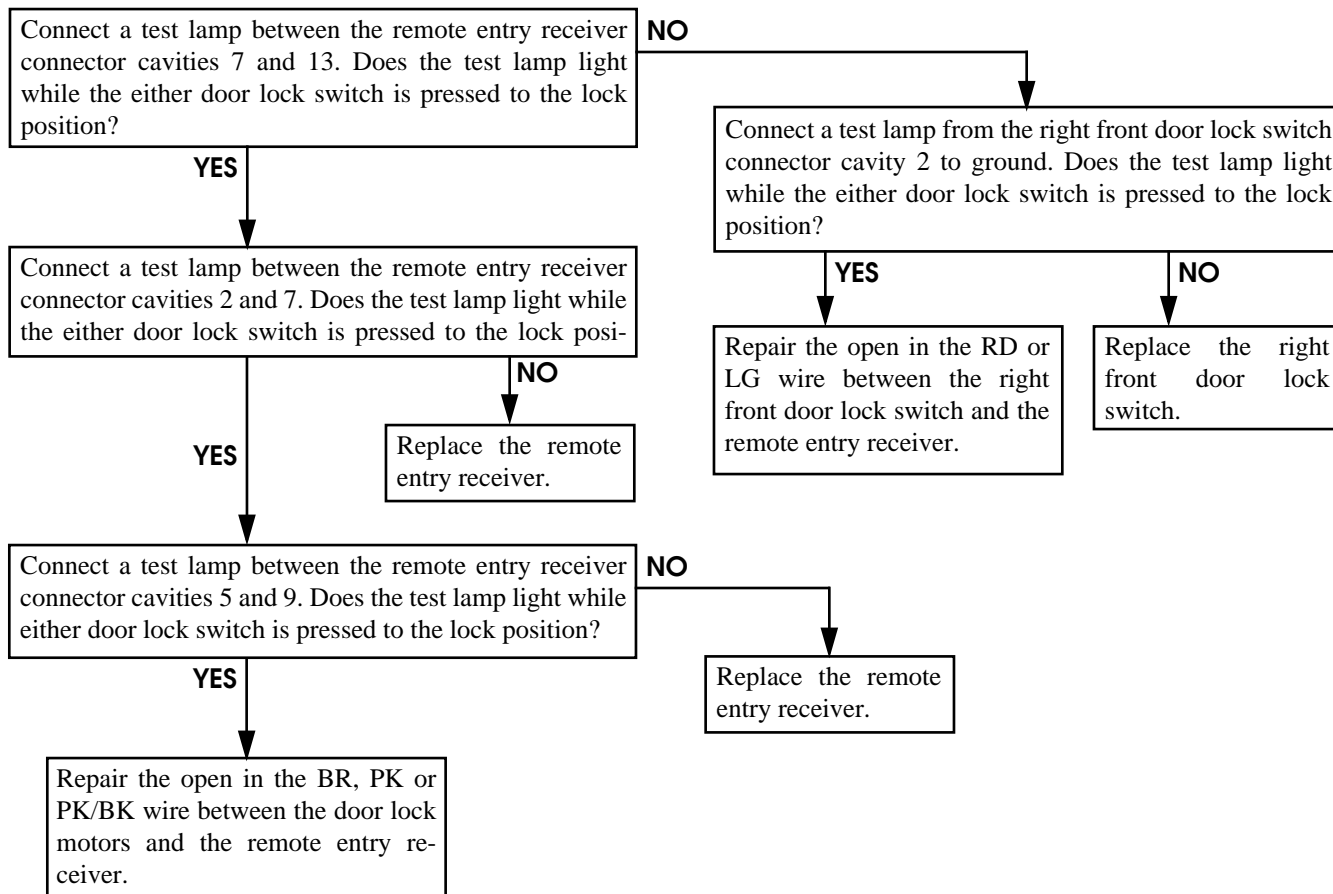 Connect a test lamp between the remote entry receiver
connector cavities 7 and 13. Does the test lamp light
while the either door lock switch is pressed to the lock
position?
NO
YES
Connect a test lamp from the right front door lock switch
connector cavity 2 to ground. Does the test lamp light
while the either door lock switch is pressed to the lock
position?
YES
NO
Repair the open in the RD or
LG wire between the right
front door lock switch and the
remote entry receiver.
Replace the right
front door lock
switch.
Connect a test lamp between the remote entry receiver
connector cavities 2 and 7. Does the test lamp light while
the either door lock switch is pressed to the lock posi-
NO
YES
Replace the remote
entry receiver.
Connect a test lamp between the remote entry receiver
connector cavities 5 and 9. Does the test lamp light while
either door lock switch is pressed to the lock position?
NO
YES
Replace the remote
entry receiver.
Repair the open in the BR, PK or
PK/BK wire between the door lock
motors and the remote entry re-
ceiver.